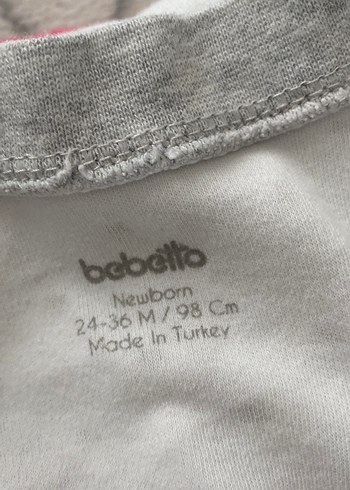 bebetto
Newborn
24-36 M / 98 Cm
Made In Turkey